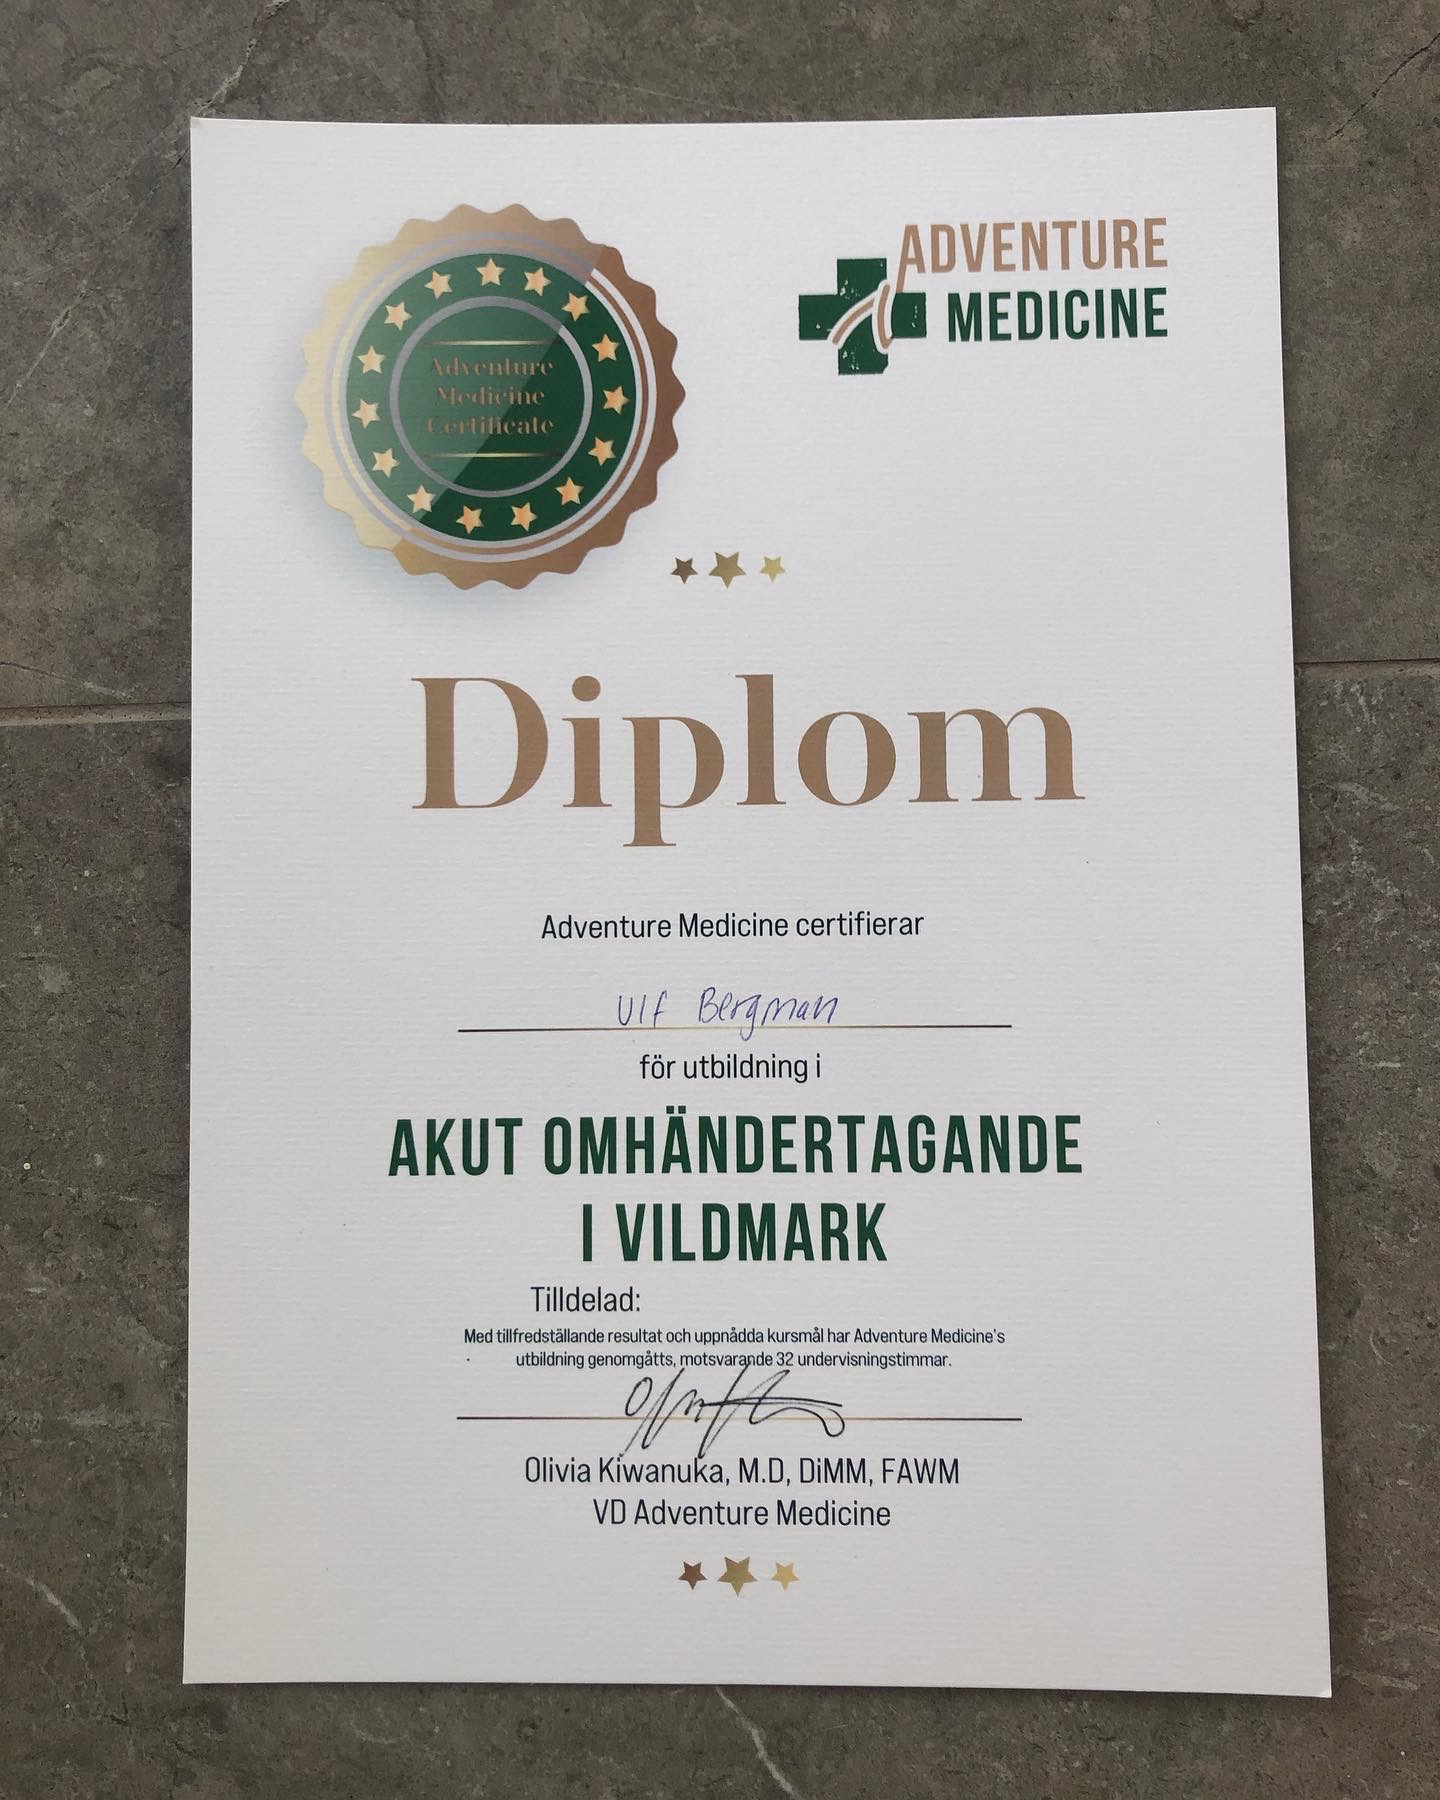 Adventure
Medicine
Certificate
ADVENTURE
MEDICINE
Diplom
Adventure Medicine certifierar
Ulf Bergman
för utbildning i
AKUT OMHÄNDERTAGANDE
I VILDMARK
Tilldelad:
Med tillfredställande resultat och uppnådda kursmål har Adventure Medicine's
utbildning genomgåtts, motsvarande 32 undervisningstimmar.
Olivia Kiwanuka, M.D, DiMM, FAWM
VD Adventure Medicine